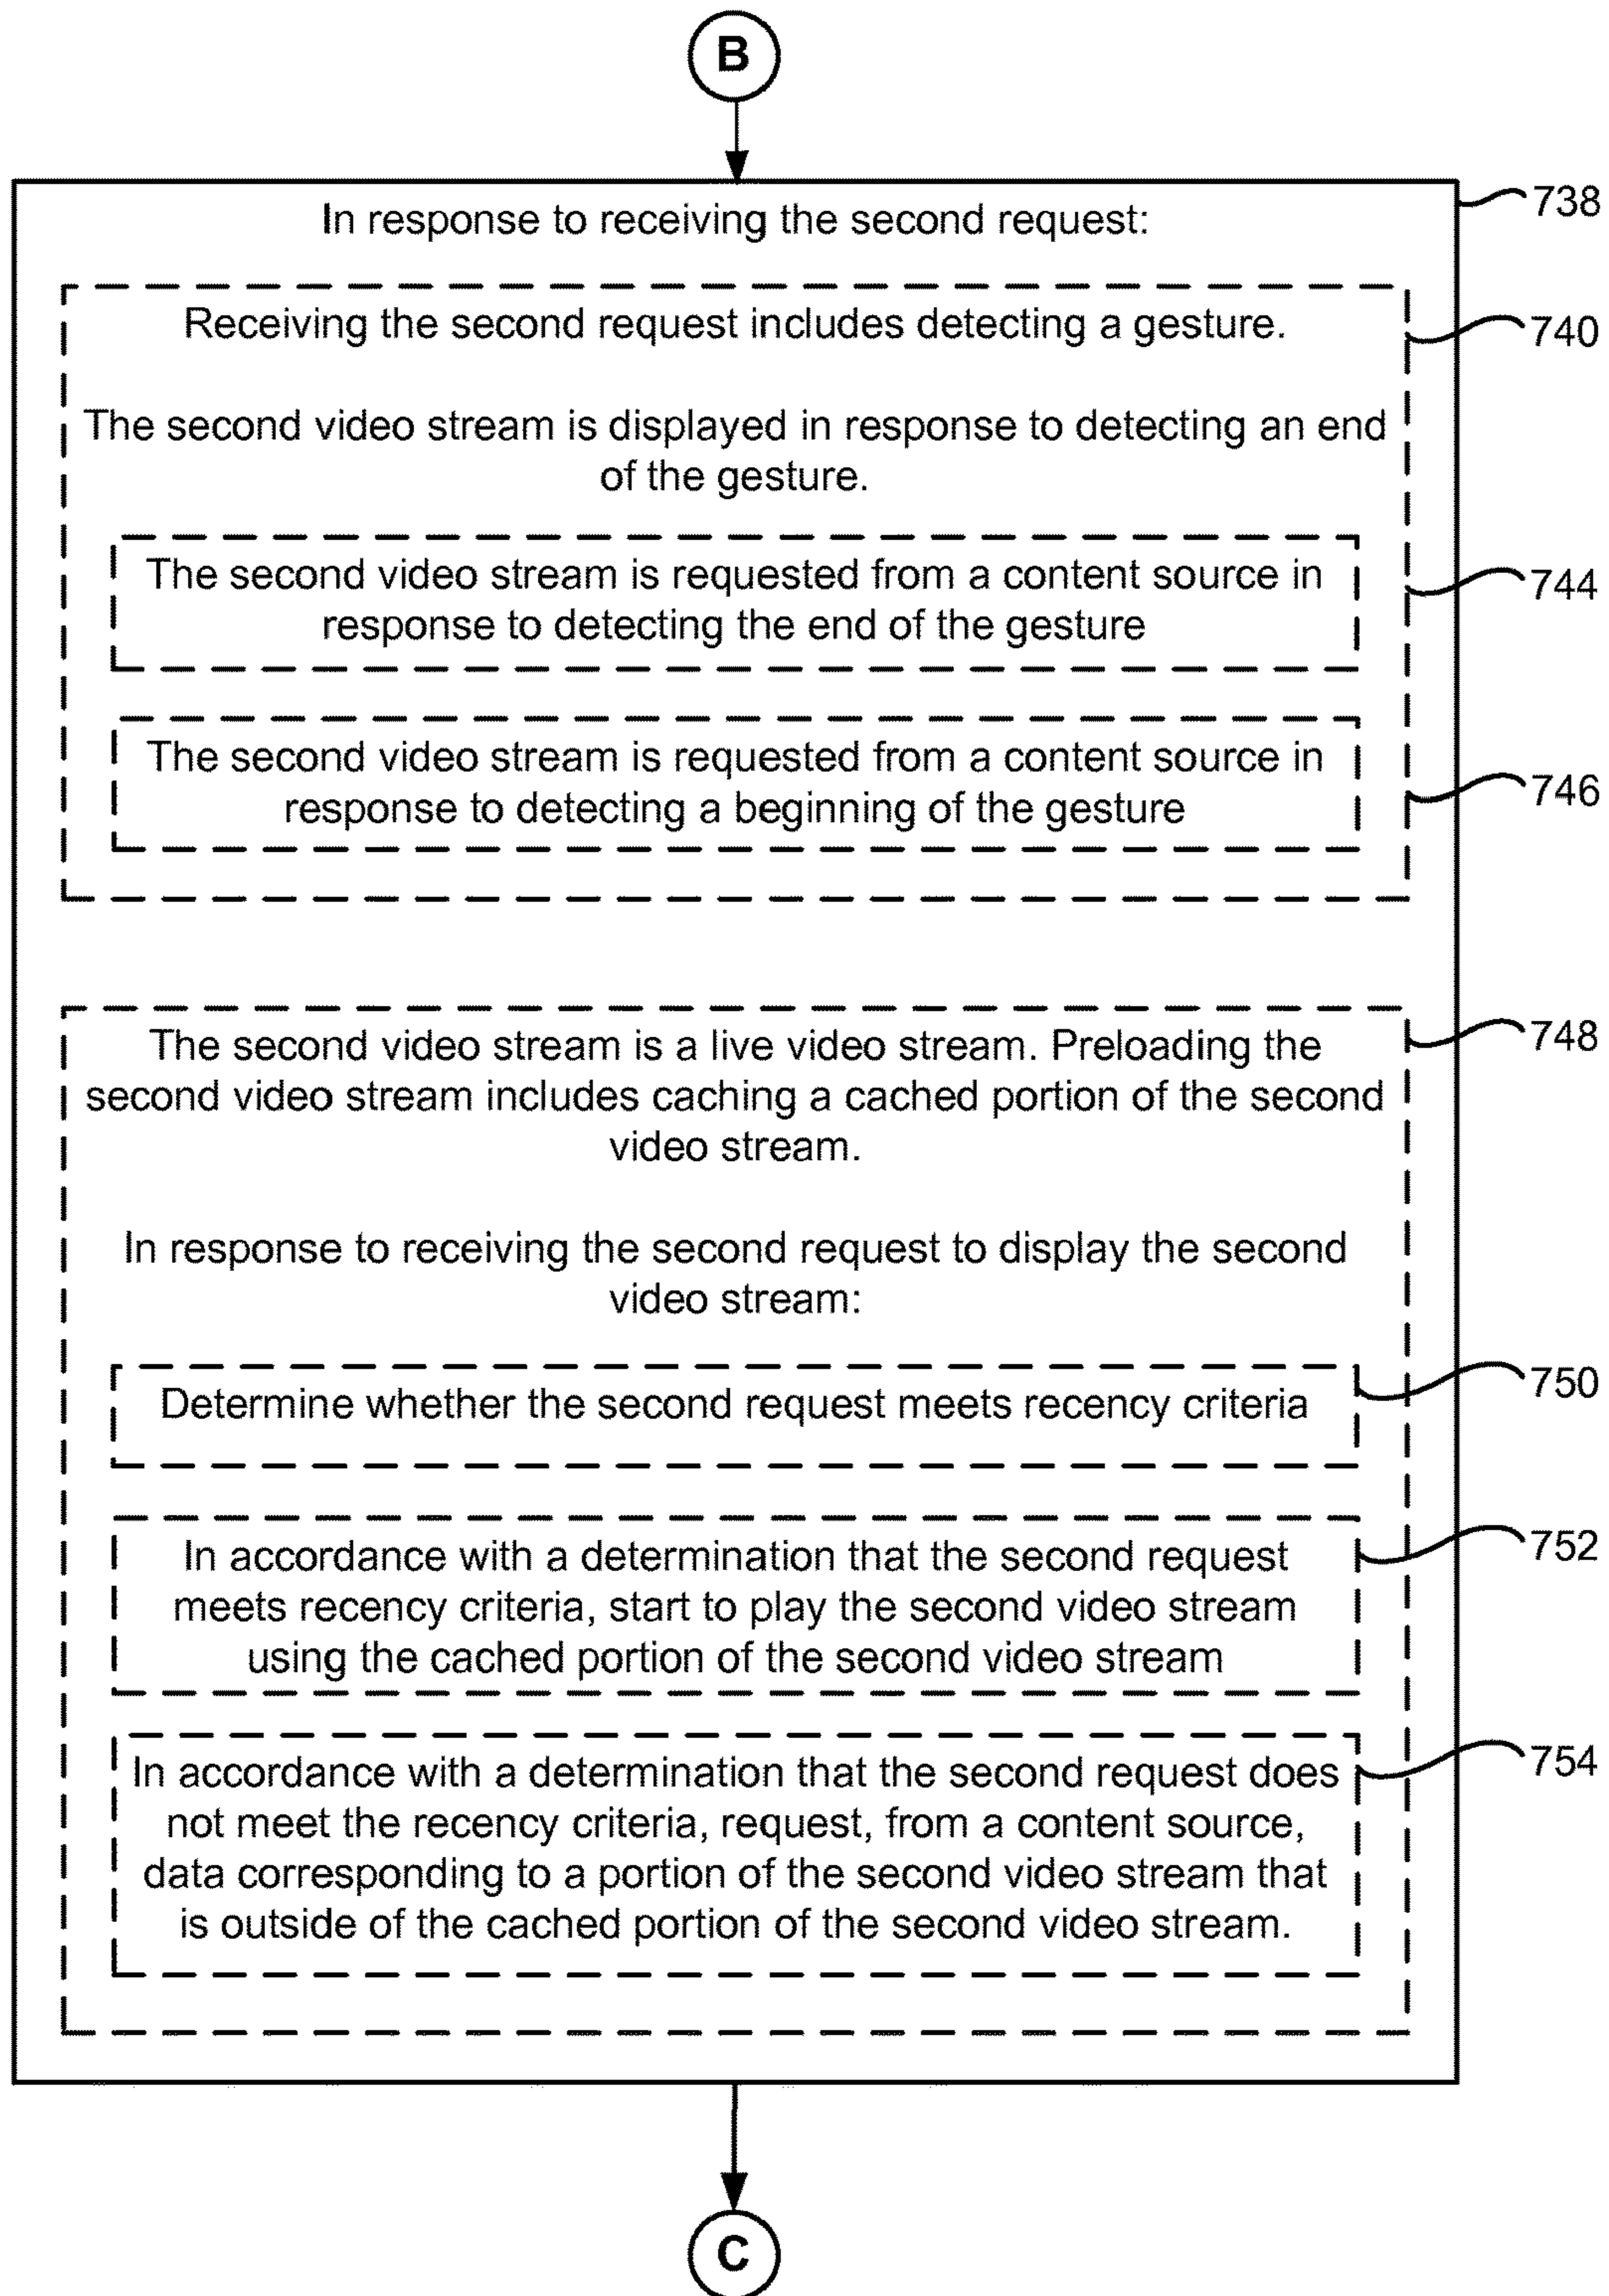 B
In response to receiving the second request:
738
Receiving the second request includes detecting a gesture.
740
The second video stream is displayed in response to detecting an end
of the gesture.
The second video stream is requested from a content source in
response to detecting the end of the gesture
744
The second video stream is requested from a content source in
response to detecting a beginning of the gesture
746
The second video stream is a live video stream. Preloading the
second video stream includes caching a cached portion of the second
video stream.
748
In response to receiving the second request to display the second
video stream:
Determine whether the second request meets recency criteria
750
In accordance with a determination that the second request
meets recency criteria, start to play the second video stream
using the cached portion of the second video stream
752
In accordance with a determination that the second request does
not meet the recency criteria, request, from a content source,
data corresponding to a portion of the second video stream that
is outside of the cached portion of the second video stream.
754
C